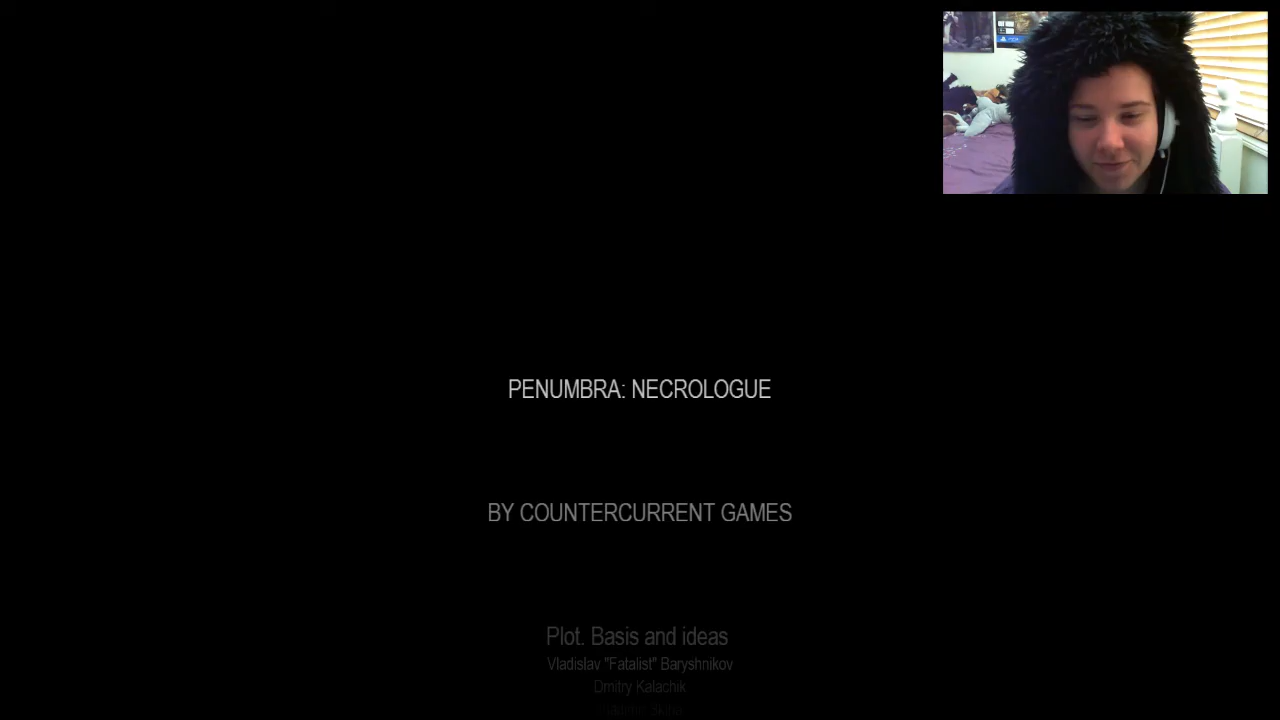 PENUMBRA: NECROLOGUE
BY COUNTERCURRENT GAMES
Plot. Basis and ideas
Vladislav "Fatalist" Baryshnikov
Dmitry Kalachik